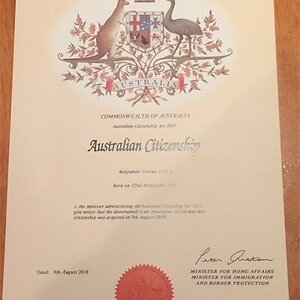 AUSTRALIA
COMMONWEALTH OF AUSTRALIA
Australian Citizenship Act 2007
Australian Citizenship
Benjamin George
born on 22nd
I, the Minister administering the Australian Citizenship Act 2007,
give notice that the abovenamed is an Australian citizen and that
citizenship was acquired on 9th August 2018.
MINISTER FOR HOME AFFAIRS
MINISTER FOR IMMIGRATION
AND BORDER PROTECTION
Dated: 9th August 2018